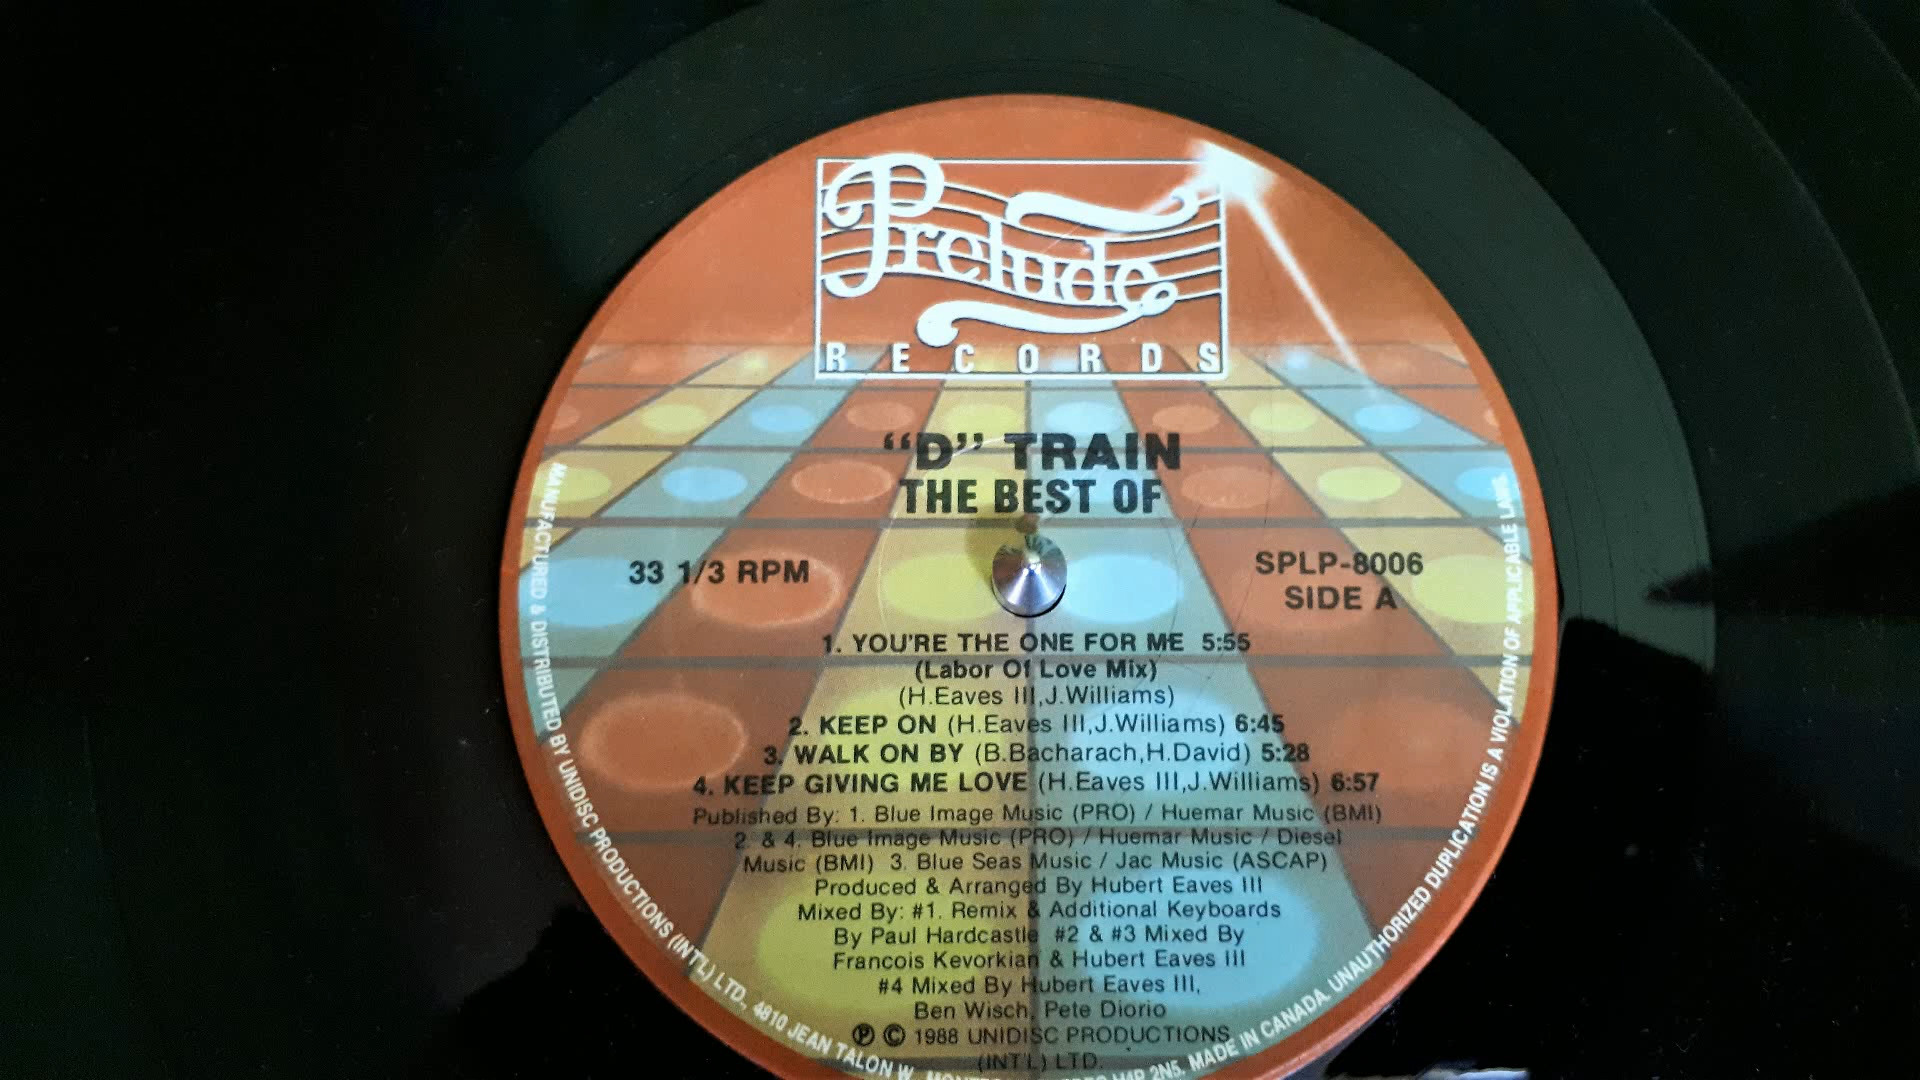 Prelude
RECORDS
"D" TRAIN
THE BEST OF
33 1/3 RPM
SPLP-8006
SIDE A
1. YOU'RE THE ONE FOR ME 5:55
(Labor Of Love Mix)
(H.Eaves III,J.Williams)
2. KEEP ON (H.Eaves III,J.Williams) 6:45
3. WALK ON BY (B.Bacharach,H.David) 5:28
4. KEEP GIVING ME LOVE (H.Eaves III,J.Williams) 6:57
Published By: 1. Blue Image Music (PRO) / Huemar Music (BMI)
2. & 4. Blue Image Music (PRO) / Huemar Music / Diesel
Music (BMI) 3. Blue Seas Music / Jac Music (ASCAP)
Produced & Arranged By Hubert Eaves III
Mixed By: #1. Remix & Additional Keyboards
By Paul Hardcastle #2 & #3 Mixed By
Francois Kevorkian & Hubert Eaves III
#4 Mixed By Hubert Eaves III,
Ben Wisch, Pete Diorio
℗ © 1988 UNIDISC PRODUCTIONS
(INT'L) LTD.
MANUFACTURED & DISTRIBUTED BY UNIDISC PRODUCTIONS (INT'L) LTD., 4810 JEAN TALON W. H4P 2N5. MADE IN CANADA. UNAUTHORIZED DUPLICATION IS A VIOLATION OF APPLICABLE LAWS.